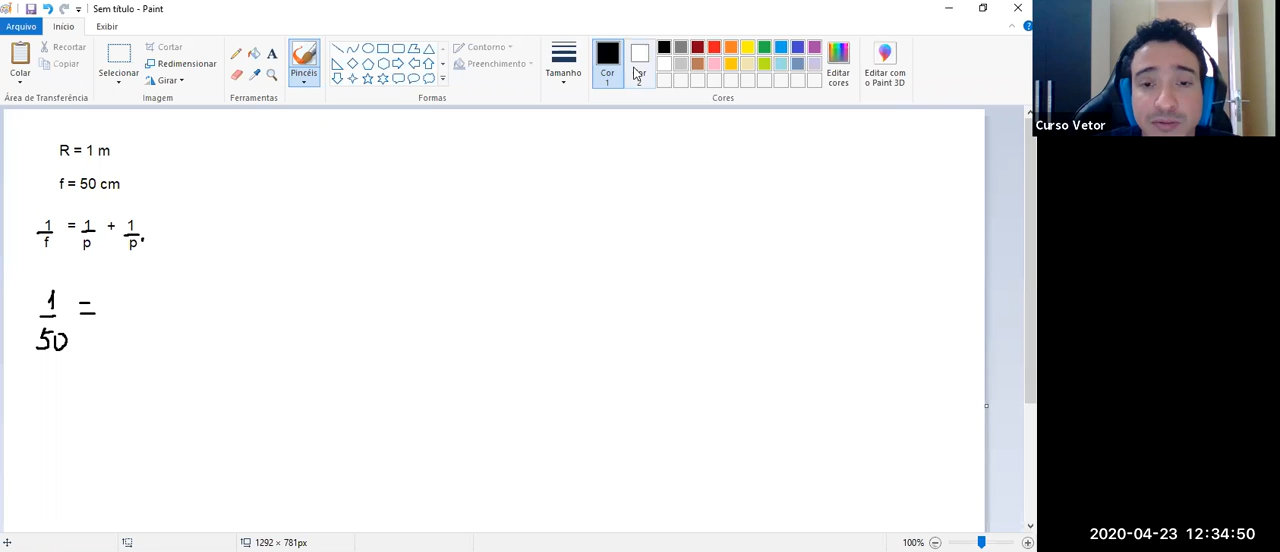 Sem título - Paint
Arquivo Início Exibir
Colar
Recortar
Copiar
Área de Transferência
Selecionar
Cortar
Redimensionar
Girar
Imagem
A
Ferramentas
Pincéis
Contorno
Preenchimento
Formas
Tamanho
Cor
1
2
Editar
cores
Editar com
o Paint 3D
Cores
Curso Vetor
R = 1 m
f = 50 cm
1 = 1 + 1
f p p'
1 =
50
1292 × 781px
100%
2020-04-23 12:34:50